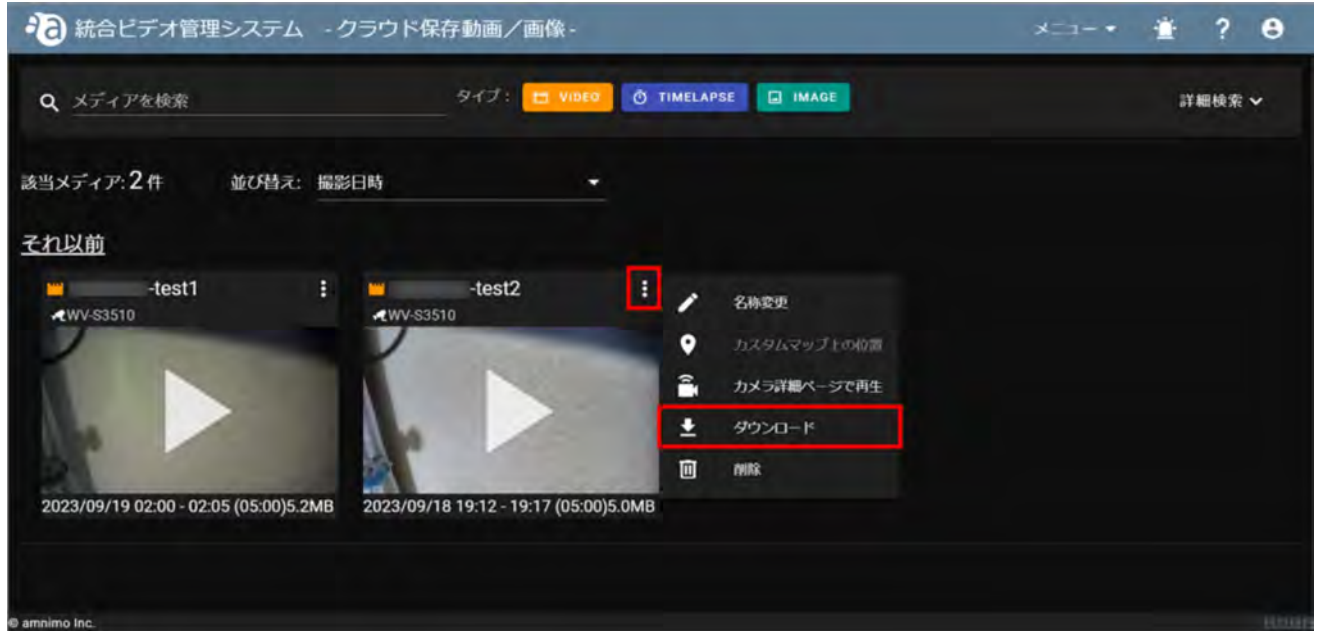 統合ビデオ管理システム - クラウド保存動画／画像 -
メニュー
?
メディアを検索
タイプ :
VIDEO
TIMELAPSE
IMAGE
詳細検索
該当メディア: 2 件
並び替え: 撮影日時
それ以前
-test1
WV-S3510
2023/09/19 02:00 - 02:05 (05:00)5.2MB
-test2
WV-S3510
2023/09/18 19:12 - 19:17 (05:00)5.0MB
名称変更
カスタムマップ上の位置
カメラ詳細ページで再生
ダウンロード
削除
© amnimo Inc.